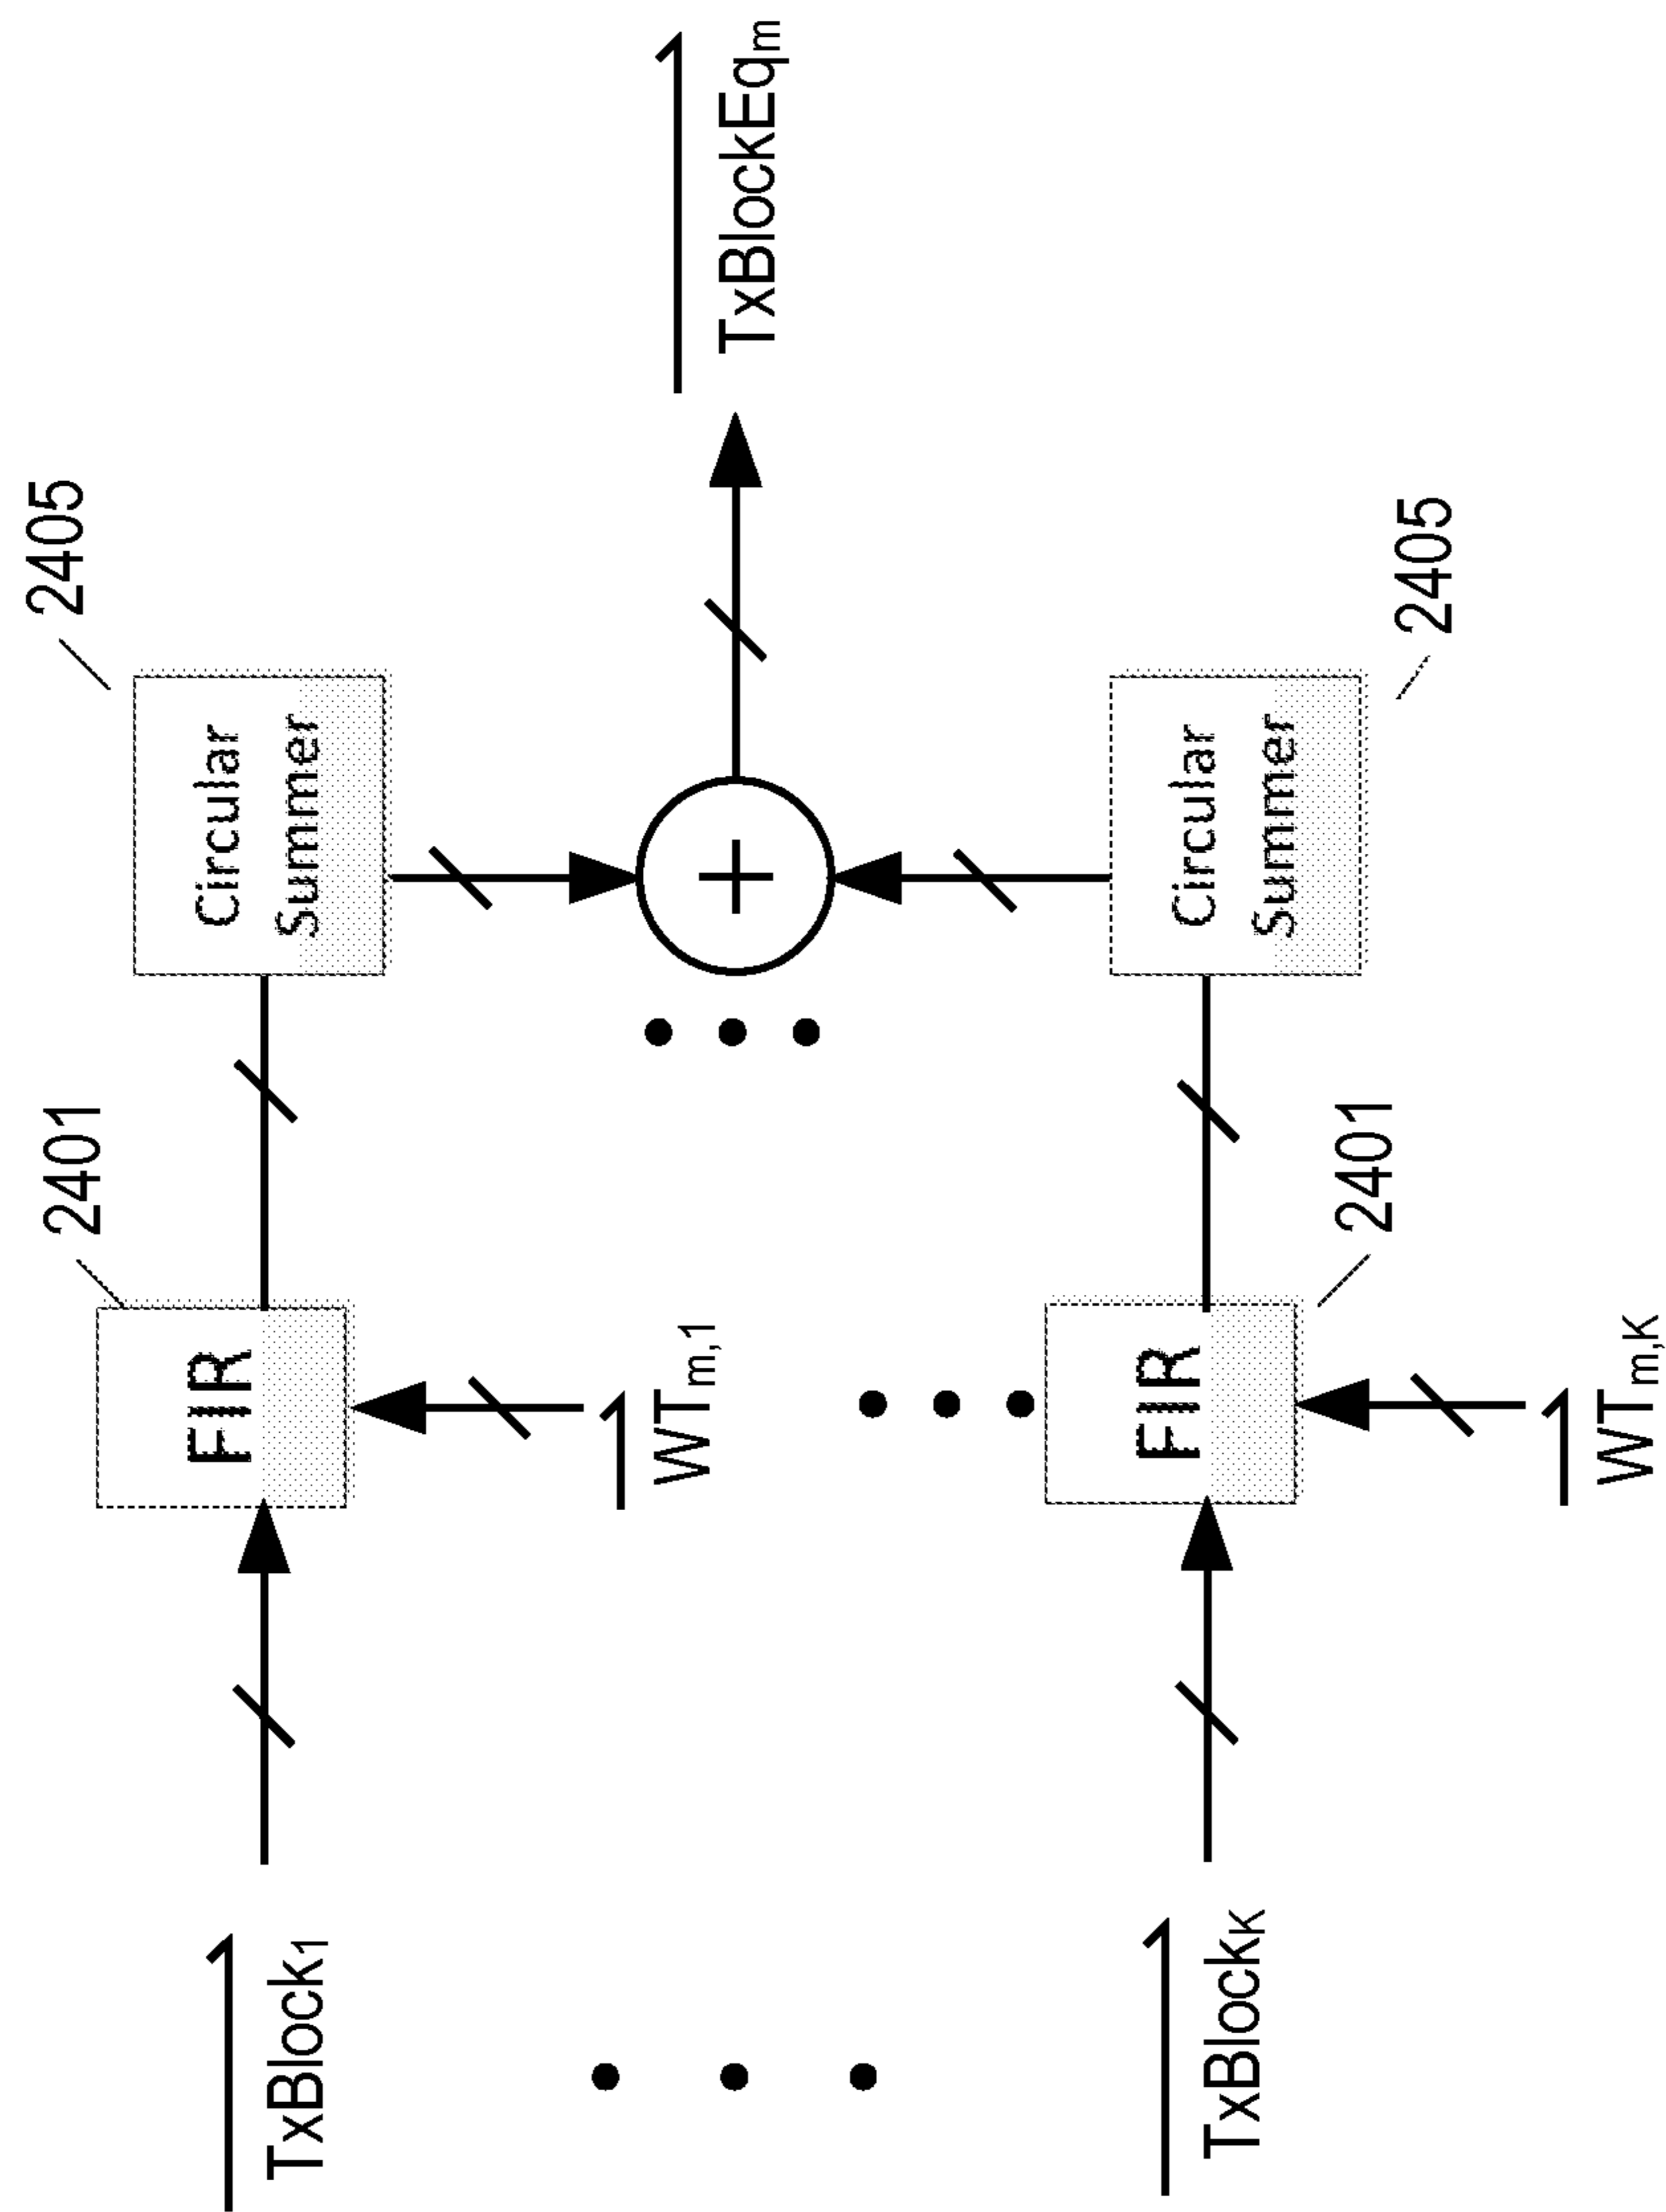 TxBlock1
FIR
2401
WTm,1
Circular
Summer
2405
+
TxBlockEqm
TxBlockK
FIR
2401
WTm,K
Circular
Summer
2405